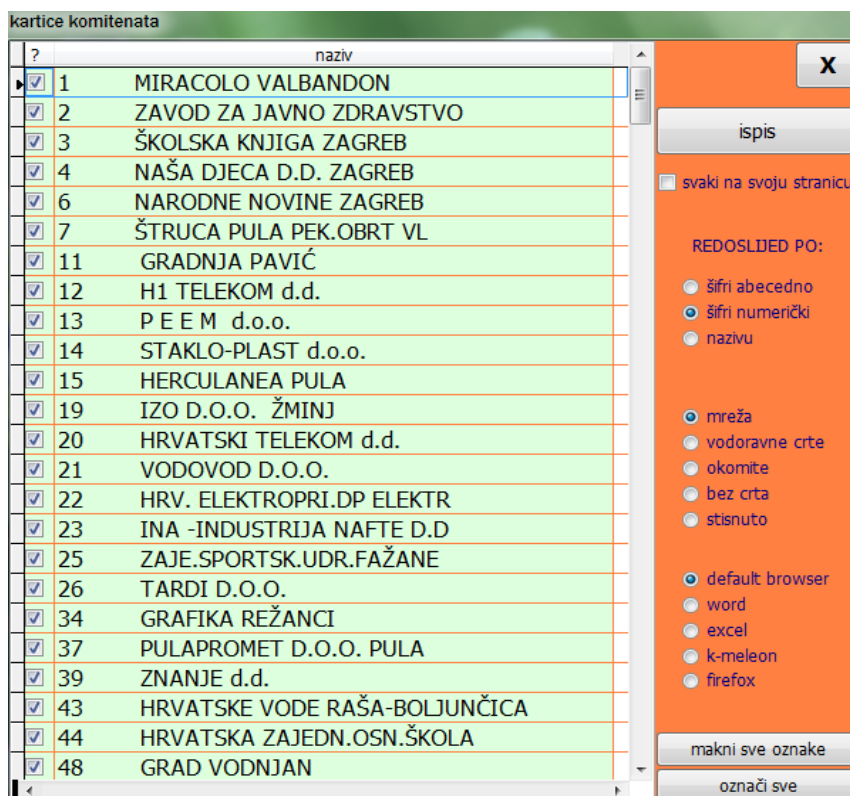 kartice komitenata
? naziv
1 MIRACOLO VALBANDON
2 ZAVOD ZA JAVNO ZDRAVSTVO
3 ŠKOLSKA KNJIGA ZAGREB
4 NAŠA DJECA D.D. ZAGREB
6 NARODNE NOVINE ZAGREB
7 ŠTRUCA PULA PEK.OBRT VL
11 GRADNJA PAVIĆ
12 H1 TELEKOM d.d.
13 P E E M d.o.o.
14 STAKLO-PLAST d.o.o.
15 HERCULANEA PULA
19 IZO D.O.O. ŽMINJ
20 HRVATSKI TELEKOM d.d.
21 VODOVOD D.O.O.
22 HRV. ELEKTROPRI.DP ELEKTR
23 INA -INDUSTRIJA NAFTE D.D
25 ZAJE.SPORTSK.UDR.FAŽANE
26 TARDI D.O.O.
34 GRAFIKA REŽANCI
37 PULAPROMET D.O.O. PULA
39 ZNANJE d.d.
43 HRVATSKE VODE RAŠA-BOLJUNČICA
44 HRVATSKA ZAJEDN.OSN.ŠKOLA
48 GRAD VODNJAN
X
ispis
svaki na svoju stranicu
REDOSLIJED PO:
šifri abecedno
šifri numerički
nazivu
mreža
vodoravne crte
okomite
bez crta
stisnuto
default browser
word
excel
k-meleon
firefox
makni sve oznake
označi sve